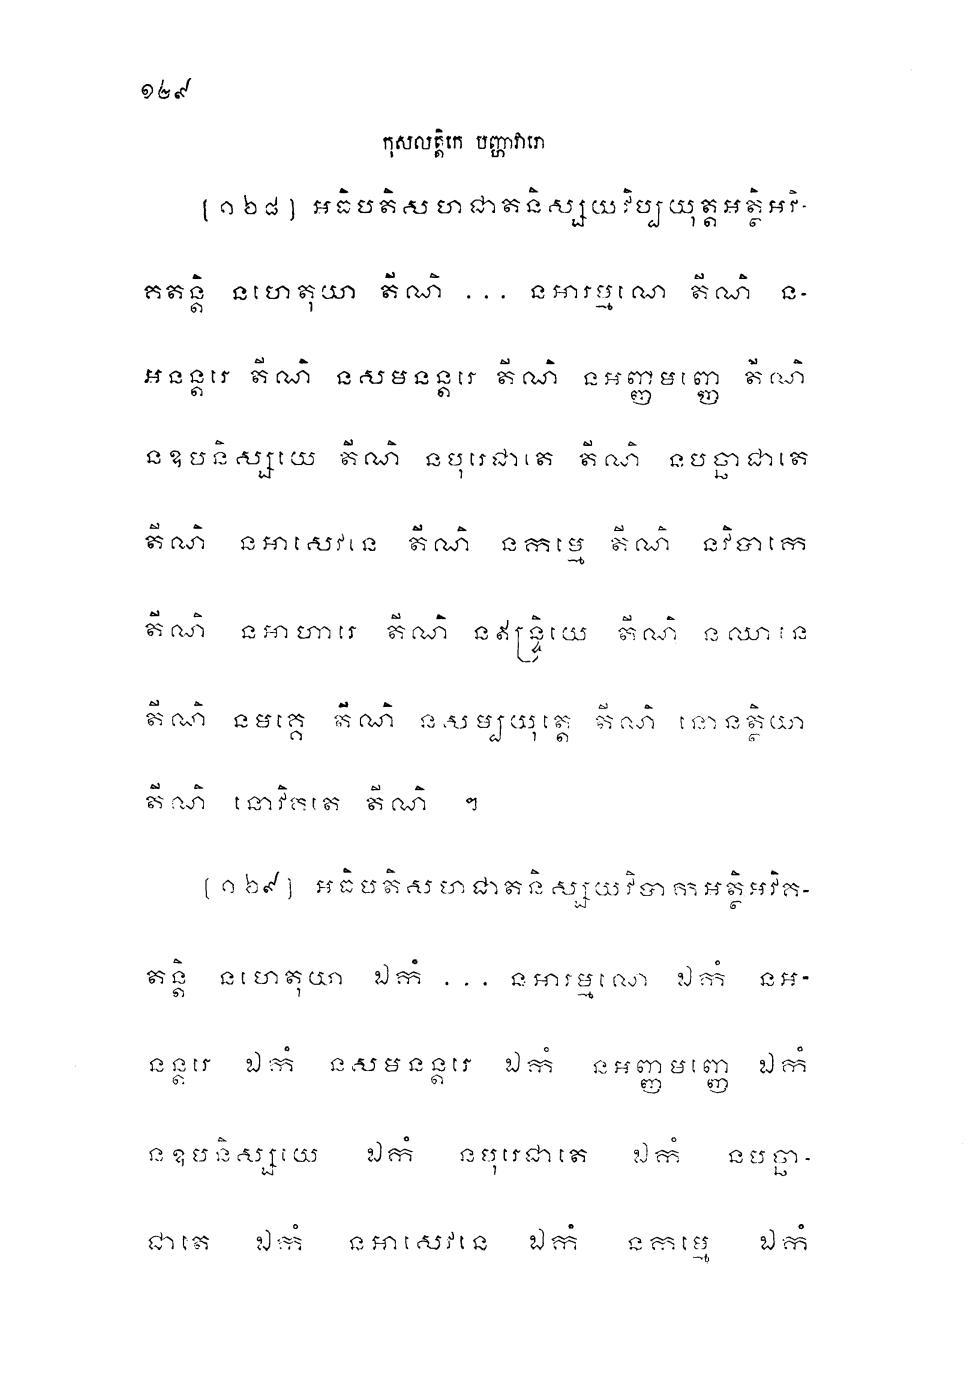 ១២៩
កុសលត្តិកេ បញ្ហាវារោ
[១៦៨] អធិបតិសហជាតនិស្សយវិប្បយុត្តអត្ថិអវិ-
គតន្តិ នហេតុយា តីណិ ... នអារម្មណេ តីណិ ន-
អនន្តរេ តីណិ នសមនន្តរេ តីណិ នអញ្ញមញ្ញេ តីណិ
នឧបនិស្សយេ តីណិ នបុរេជាតេ តីណិ នបច្ឆាជាតេ
តីណិ នអាសេវនេ តីណិ នកម្មេ តីណិ នវិបាកេ
តីណិ នអាហារេ តីណិ នឥន្ទ្រិយេ តីណិ នឈានេ
តីណិ នមគ្គេ តីណិ នសម្បយុត្តេ តីណិ នោនត្ថិយា
តីណិ នោវិគតេ តីណិ ។
[១៦៩] អធិបតិសហជាតនិស្សយវិបាកអត្ថិអវិគ-
តន្តិ នហេតុយា ឯកំ ... នអារម្មណេ ឯកំ នអ-
នន្តរេ ឯកំ នសមនន្តរេ ឯកំ នអញ្ញមញ្ញេ ឯកំ
នឧបនិស្សយេ ឯកំ នបុរេជាតេ ឯកំ នបច្ឆា-
ជាតេ ឯកំ នអាសេវនេ ឯកំ នកម្មេ ឯកំ